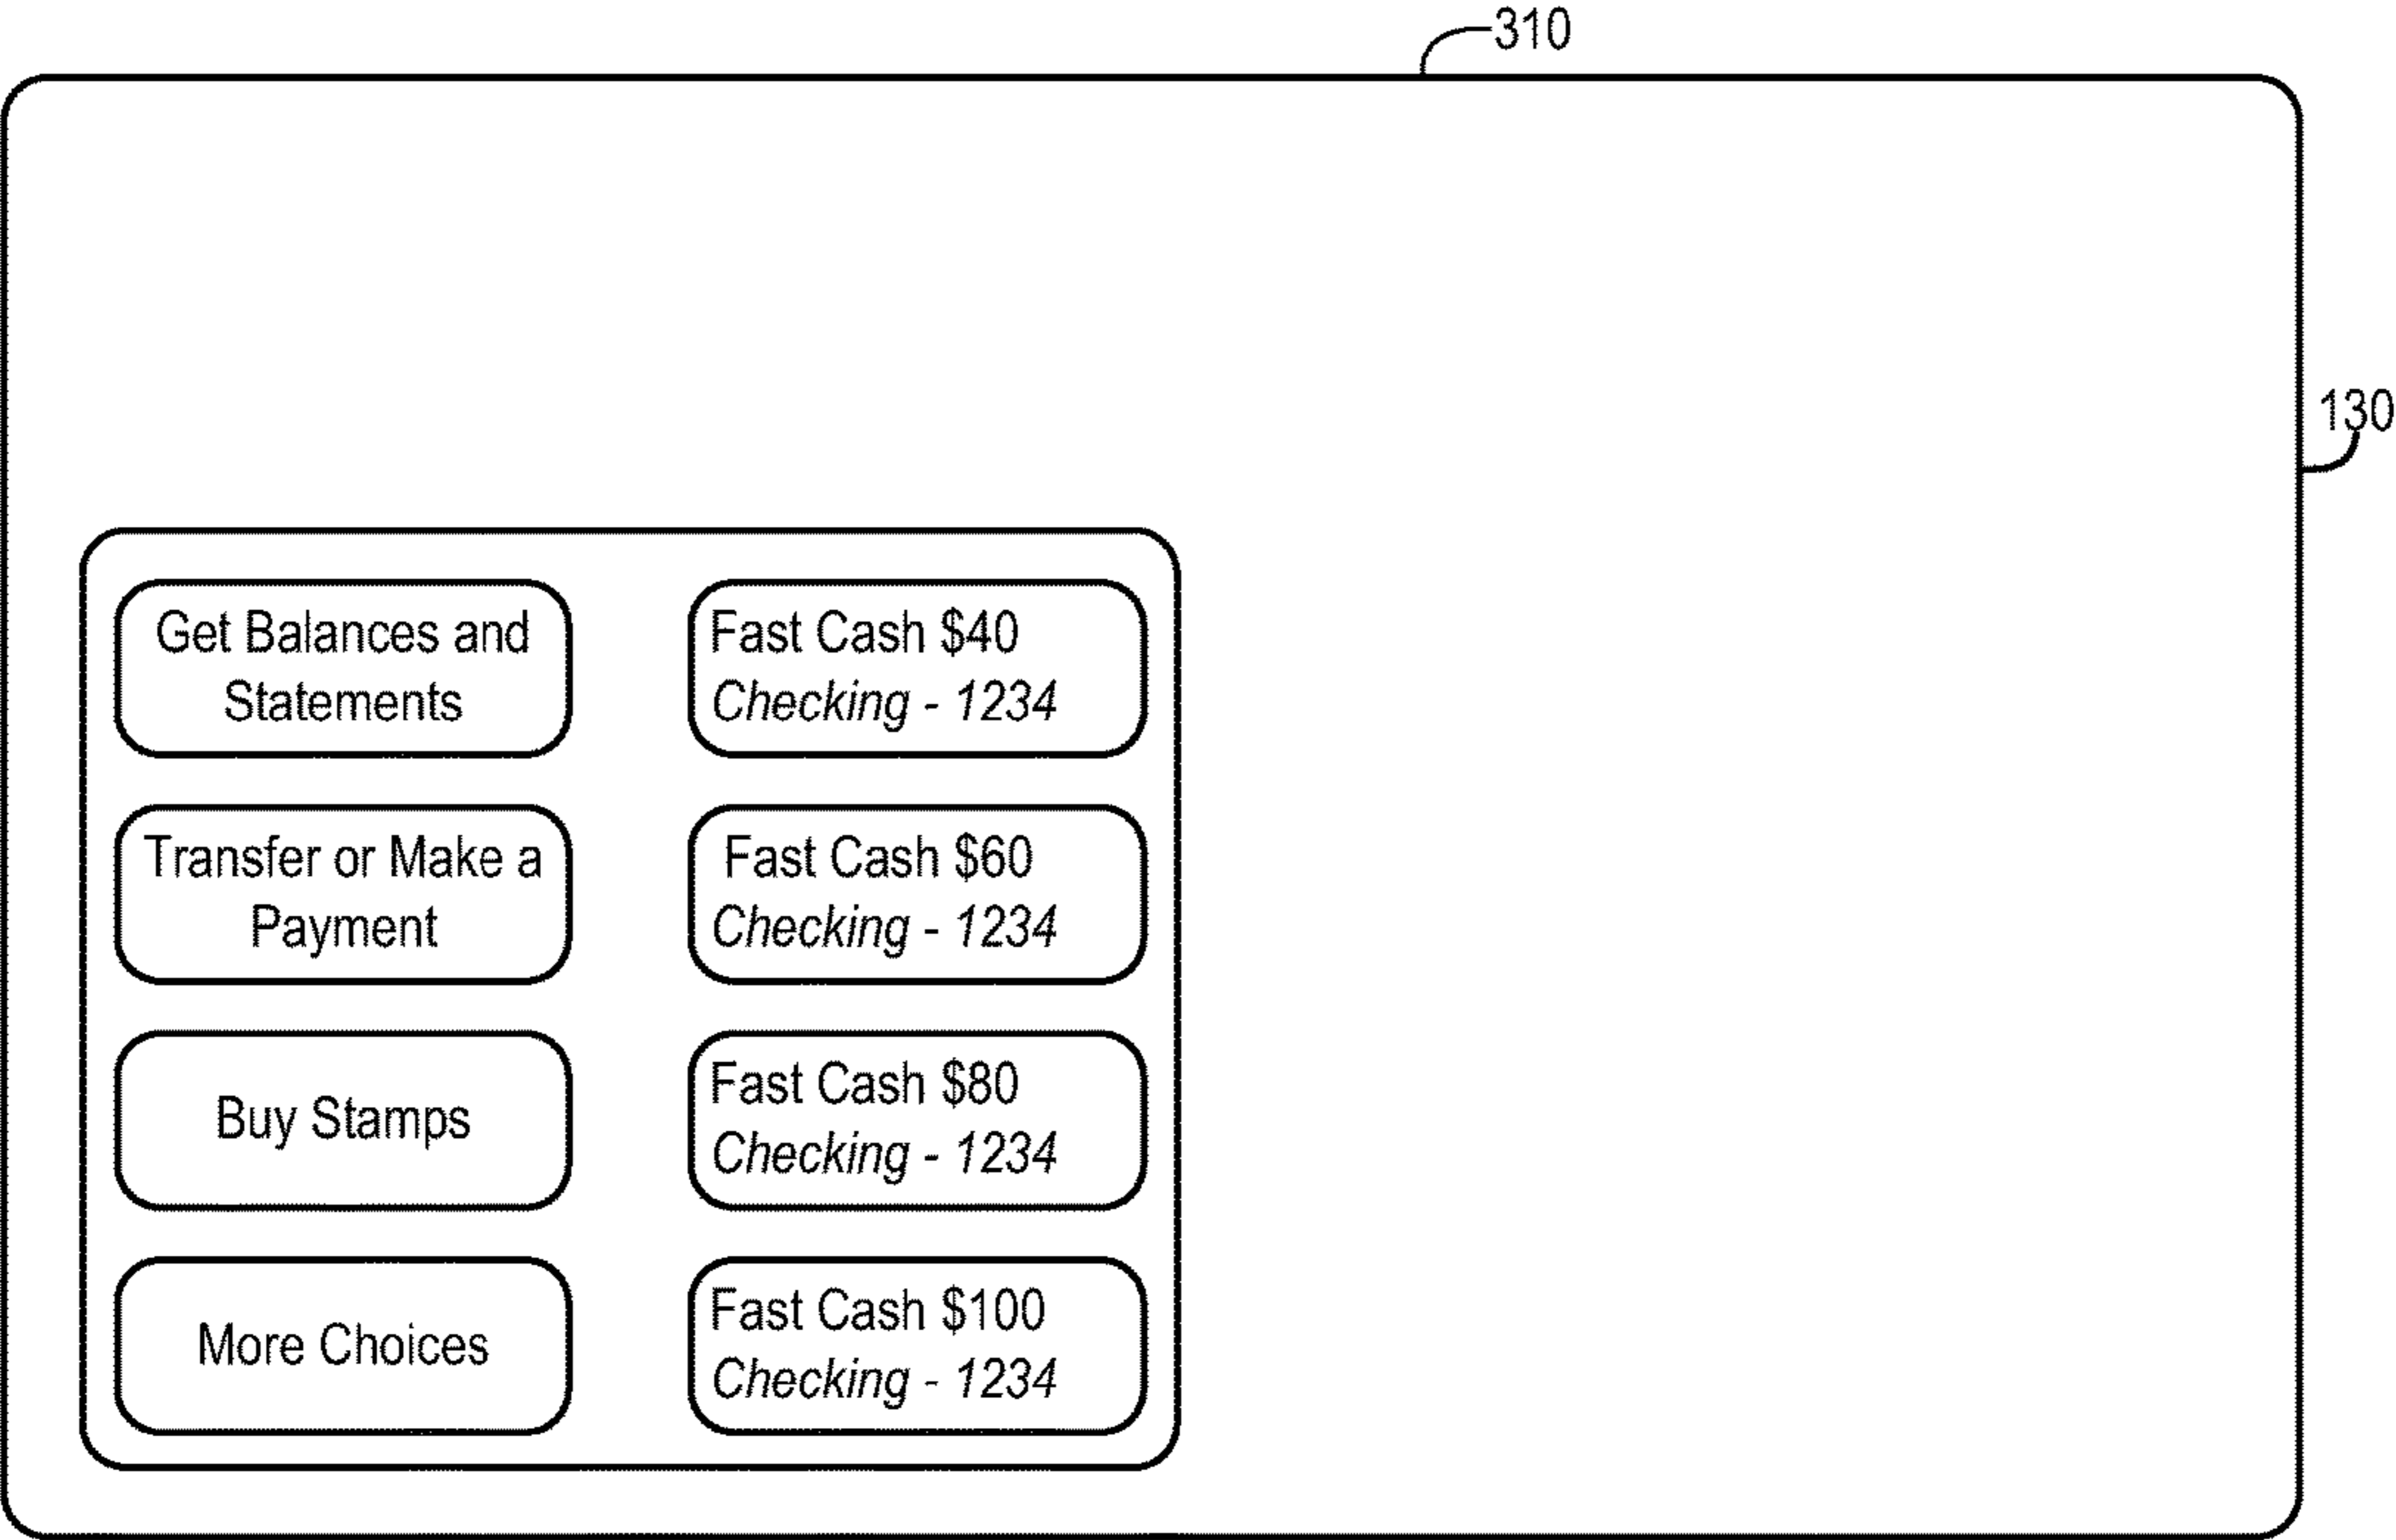 310
130
Get Balances and
Statements
Fast Cash $40
Checking - 1234
Transfer or Make a
Payment
Fast Cash $60
Checking - 1234
Buy Stamps
Fast Cash $80
Checking - 1234
More Choices
Fast Cash $100
Checking - 1234